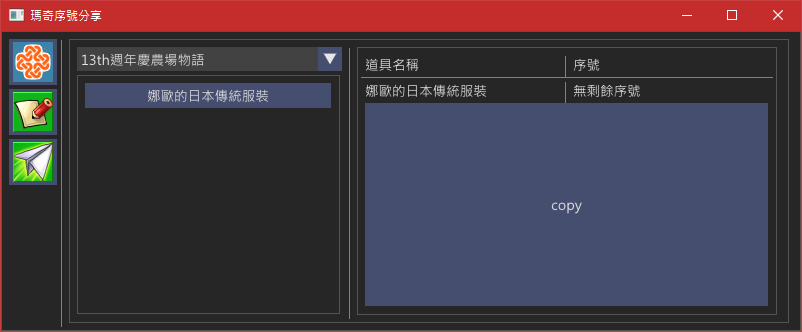 瑪奇序號分享
13th週年慶農場物語
娜歐的日本傳統服裝
道具名稱 序號
娜歐的日本傳統服裝 無剩餘序號
copy